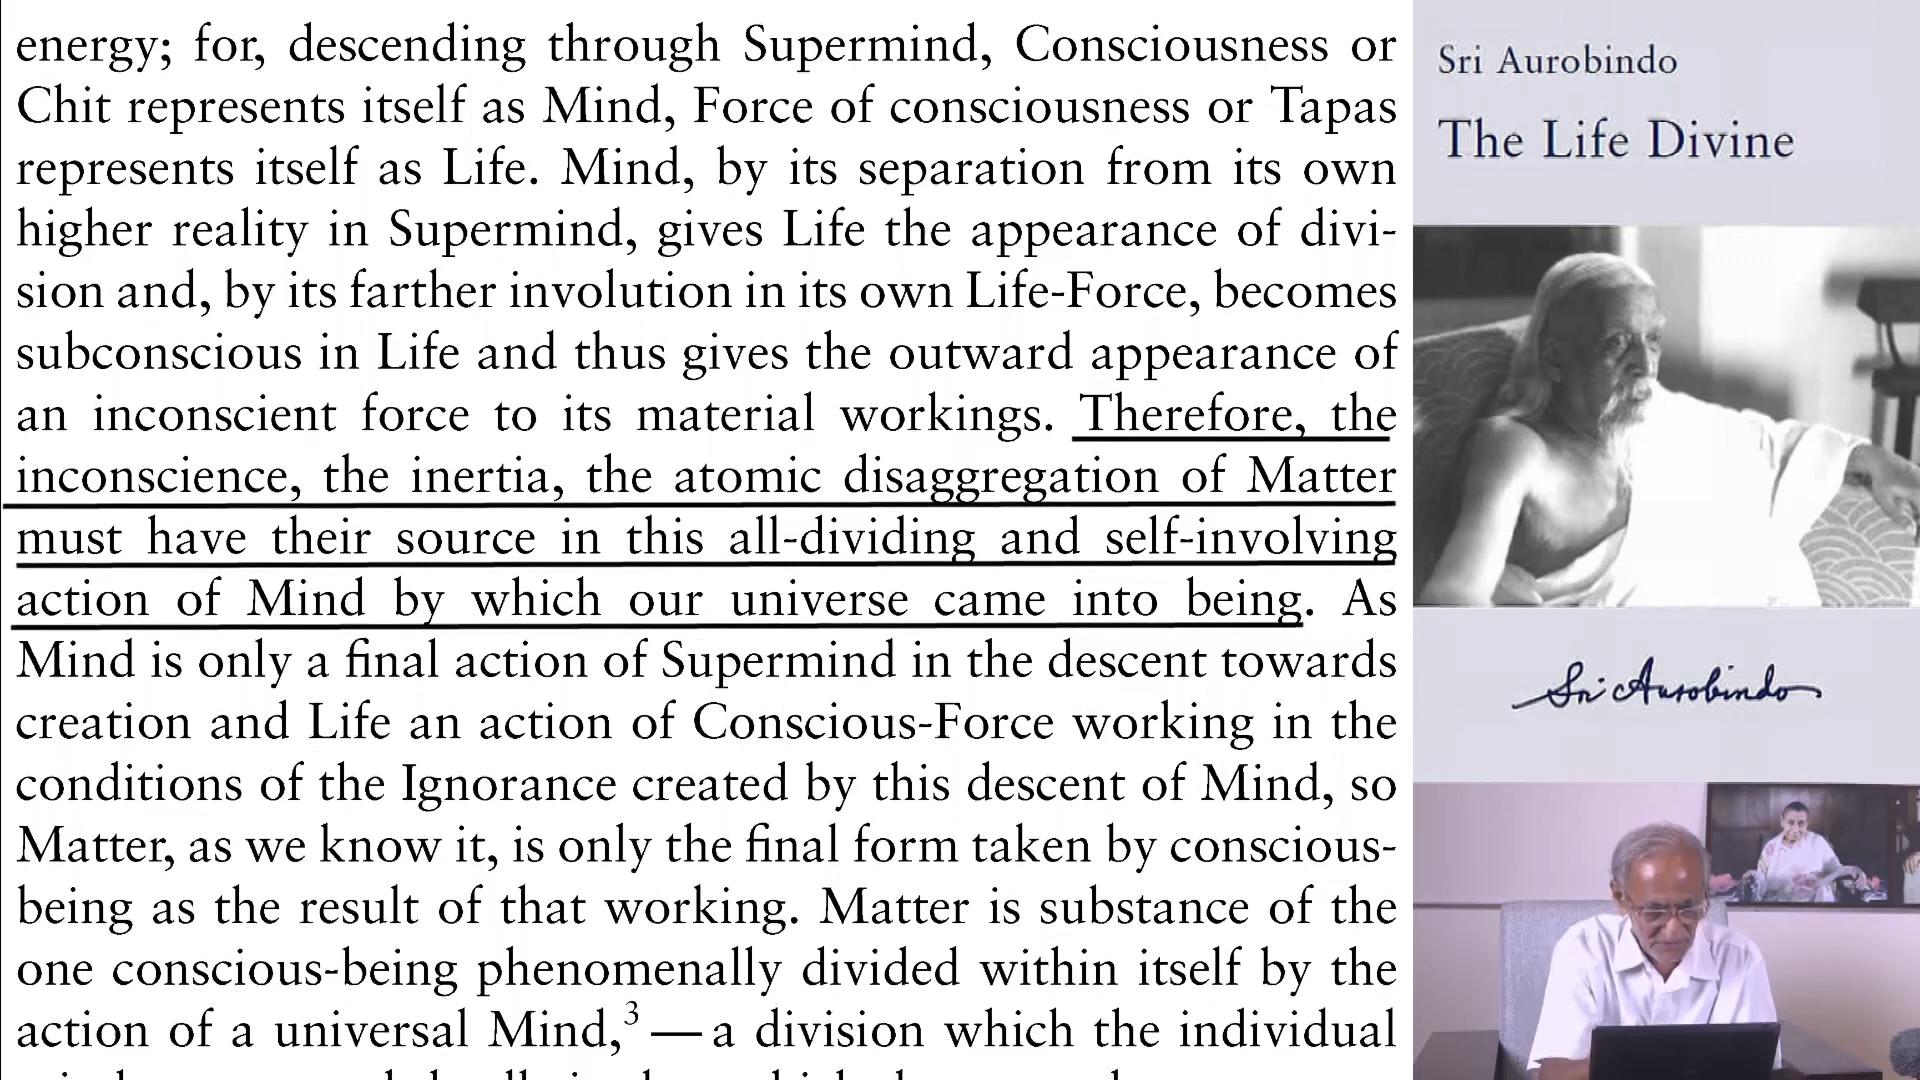 energy; for, descending through Supermind, Consciousness or
Chit represents itself as Mind, Force of consciousness or Tapas
represents itself as Life. Mind, by its separation from its own
higher reality in Supermind, gives Life the appearance of divi-
sion and, by its farther involution in its own Life-Force, becomes
subconscious in Life and thus gives the outward appearance of
an inconscient force to its material workings. Therefore, the
inconscience, the inertia, the atomic disaggregation of Matter
must have their source in this all-dividing and self-involving
action of Mind by which our universe came into being. As
Mind is only a final action of Supermind in the descent towards
creation and Life an action of Conscious-Force working in the
conditions of the Ignorance created by this descent of Mind, so
Matter, as we know it, is only the final form taken by conscious-
being as the result of that working. Matter is substance of the
one conscious-being phenomenally divided within itself by the
action of a universal Mind,³ — a division which the individual
Sri Aurobindo
The Life Divine
Sri Aurobindo